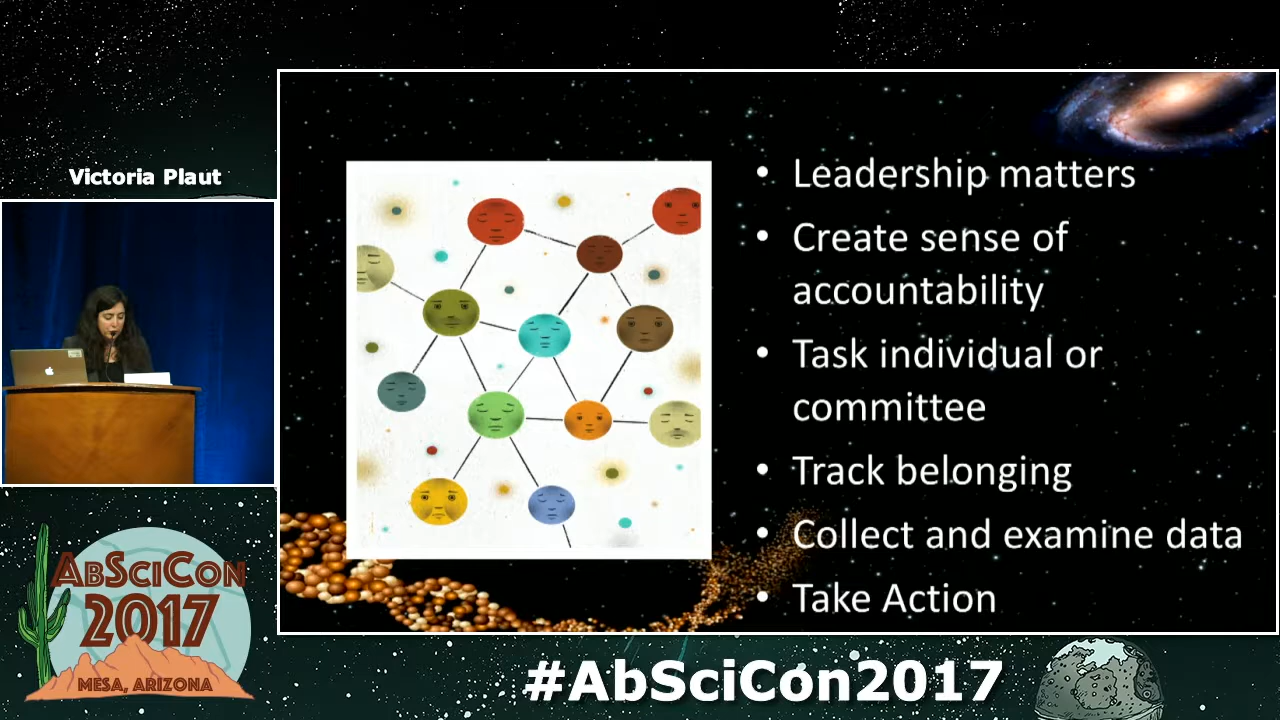 Victoria Plaut
• Leadership matters
• Create sense of
accountability
• Task individual or
committee
• Track belonging
• Collect and examine data
• Take Action
ABSCICON
2017
MESA, ARIZONA
#AbSciCon2017